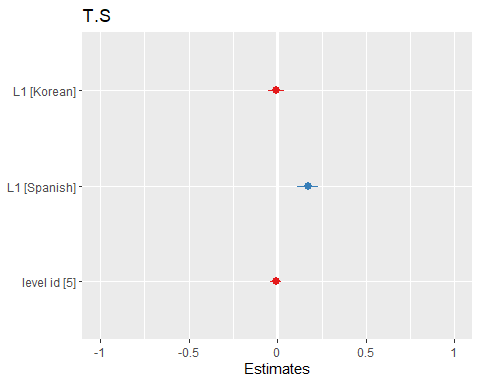 T.S
L1 [Korean]
L1 [Spanish]
level id [5]
-1 -0.5 0 0.5 1
Estimates